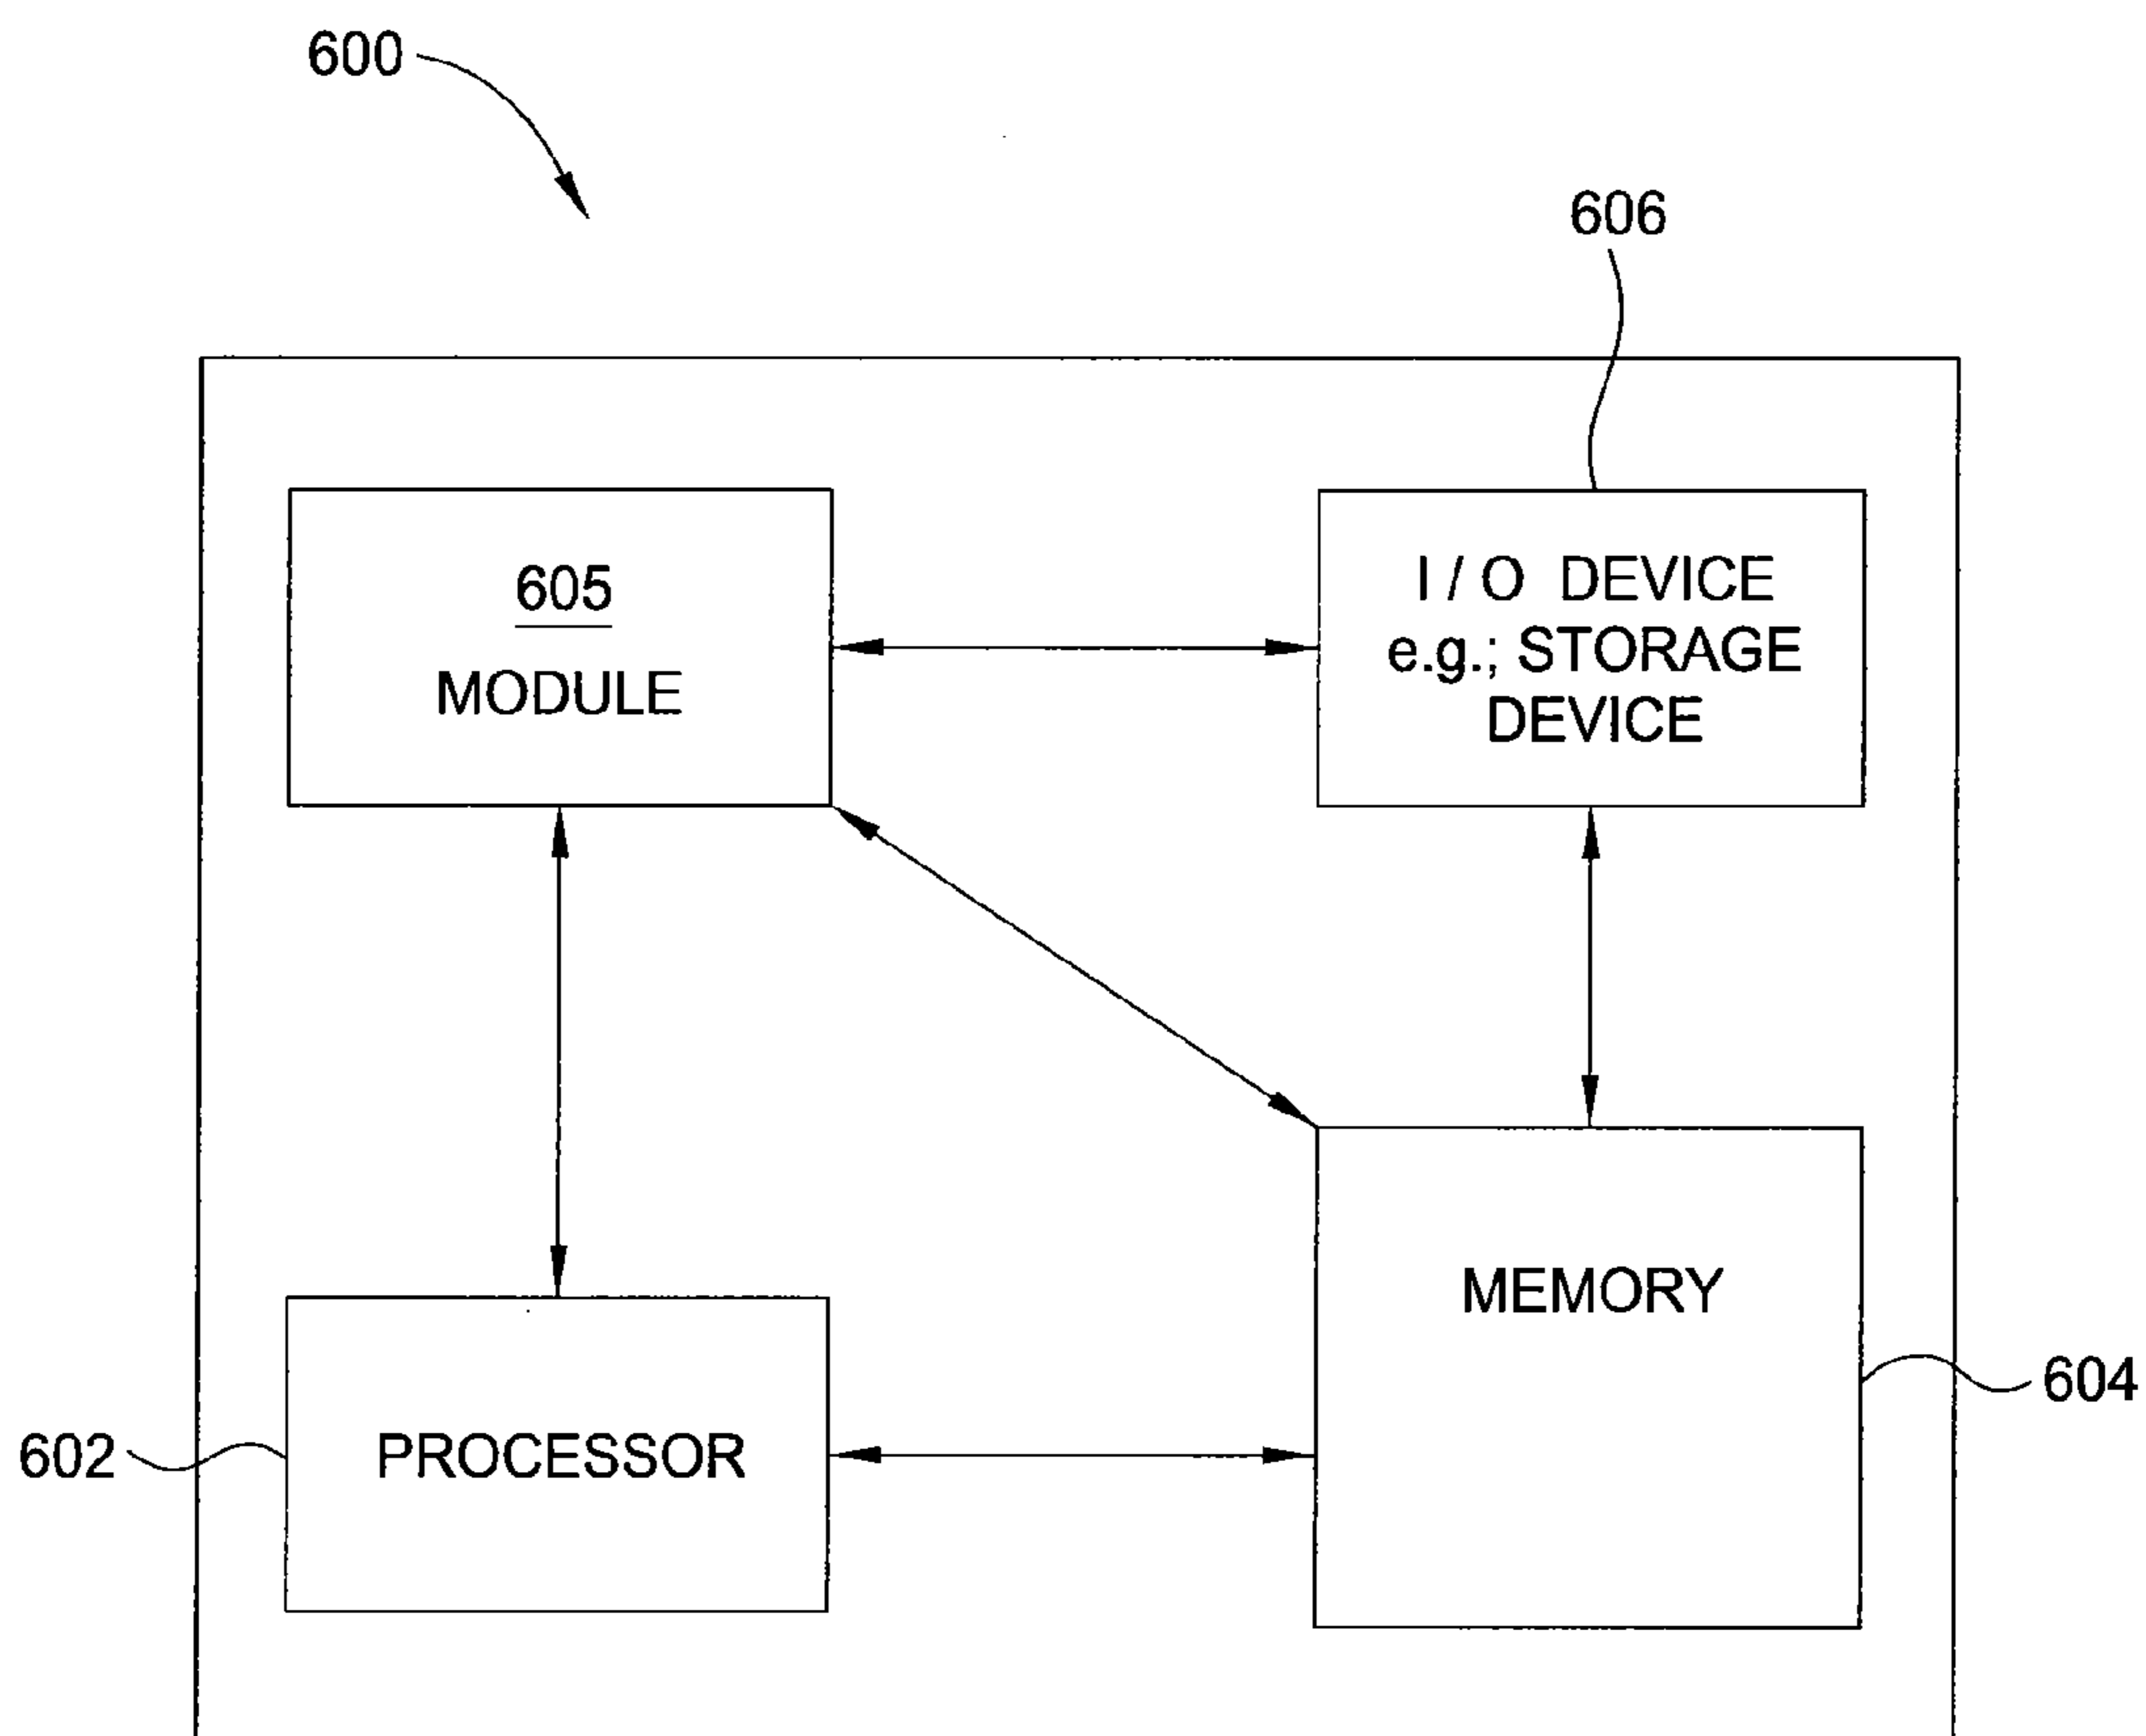 600
606
605
MODULE
I / O DEVICE
e.g.; STORAGE
DEVICE
MEMORY
604
602
PROCESSOR